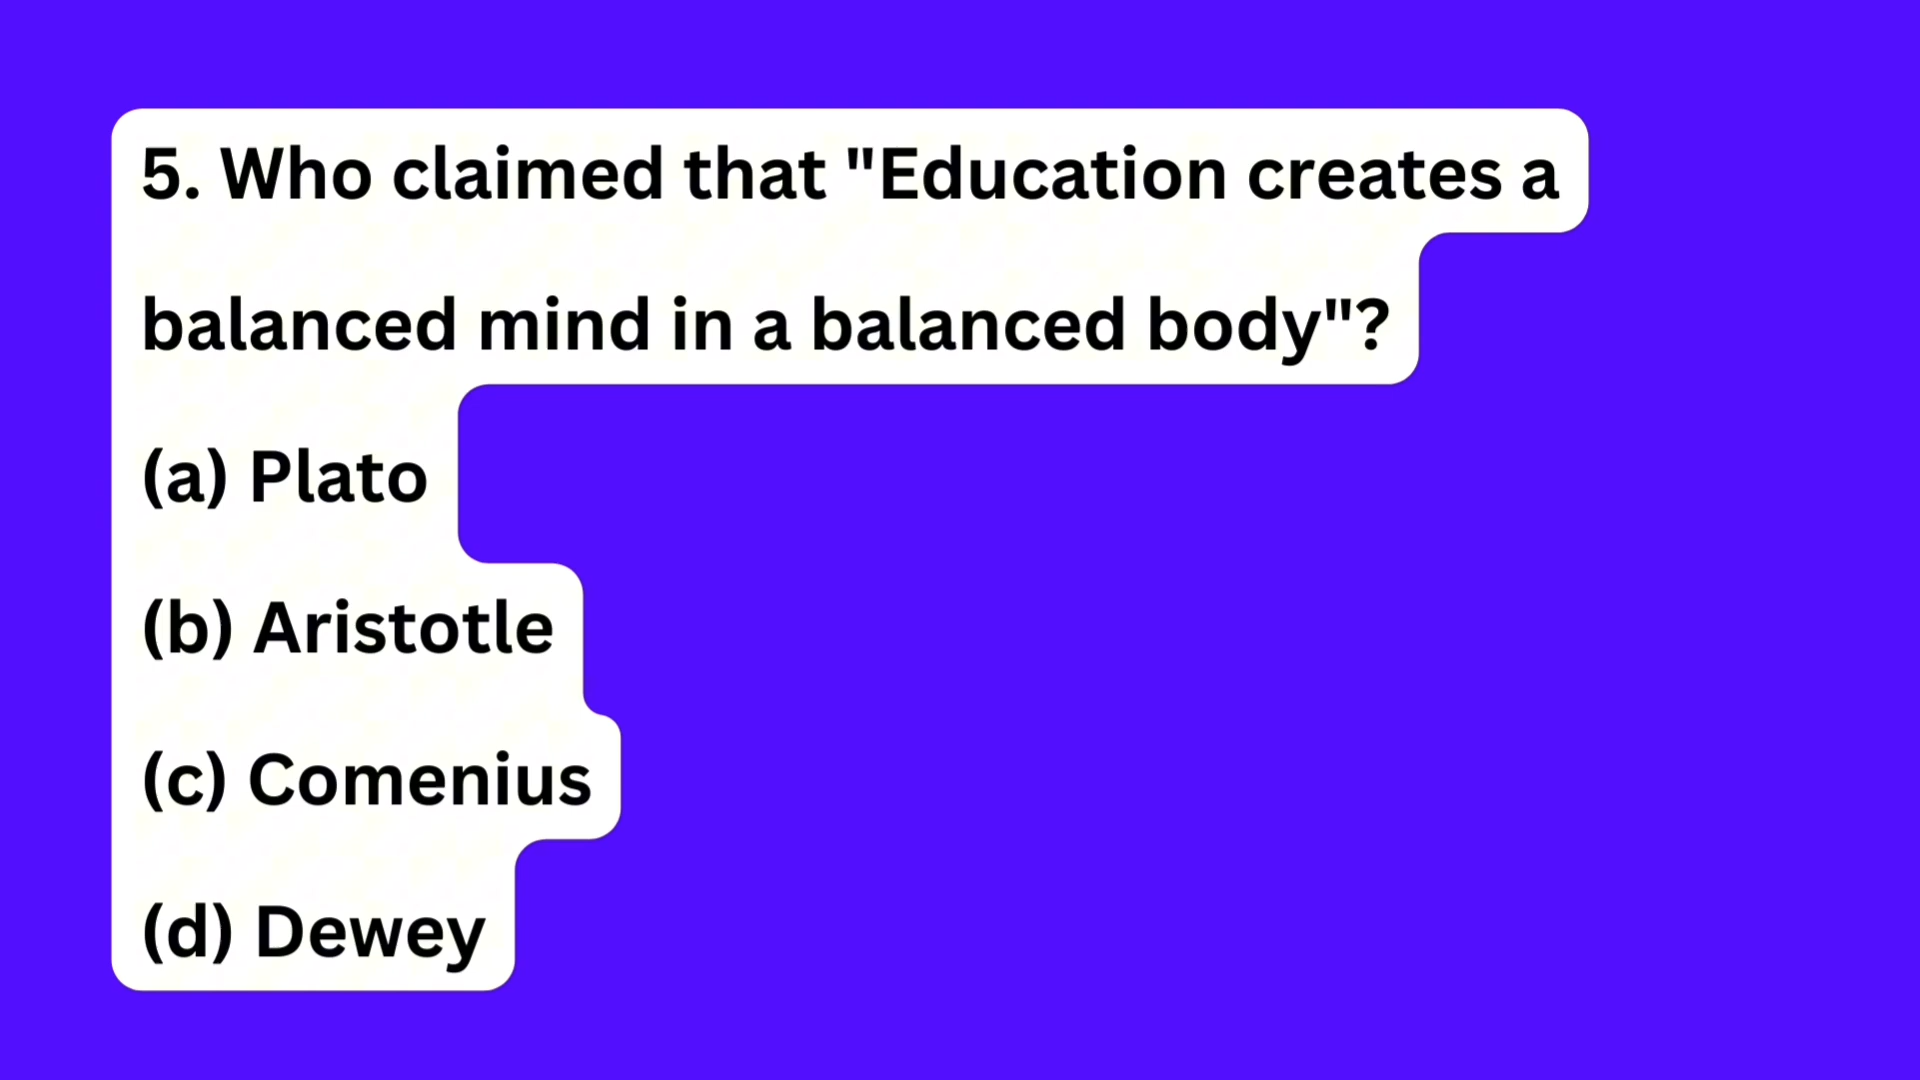 5. Who claimed that "Education creates a
balanced mind in a balanced body"?
(a) Plato
(b) Aristotle
(c) Comenius
(d) Dewey